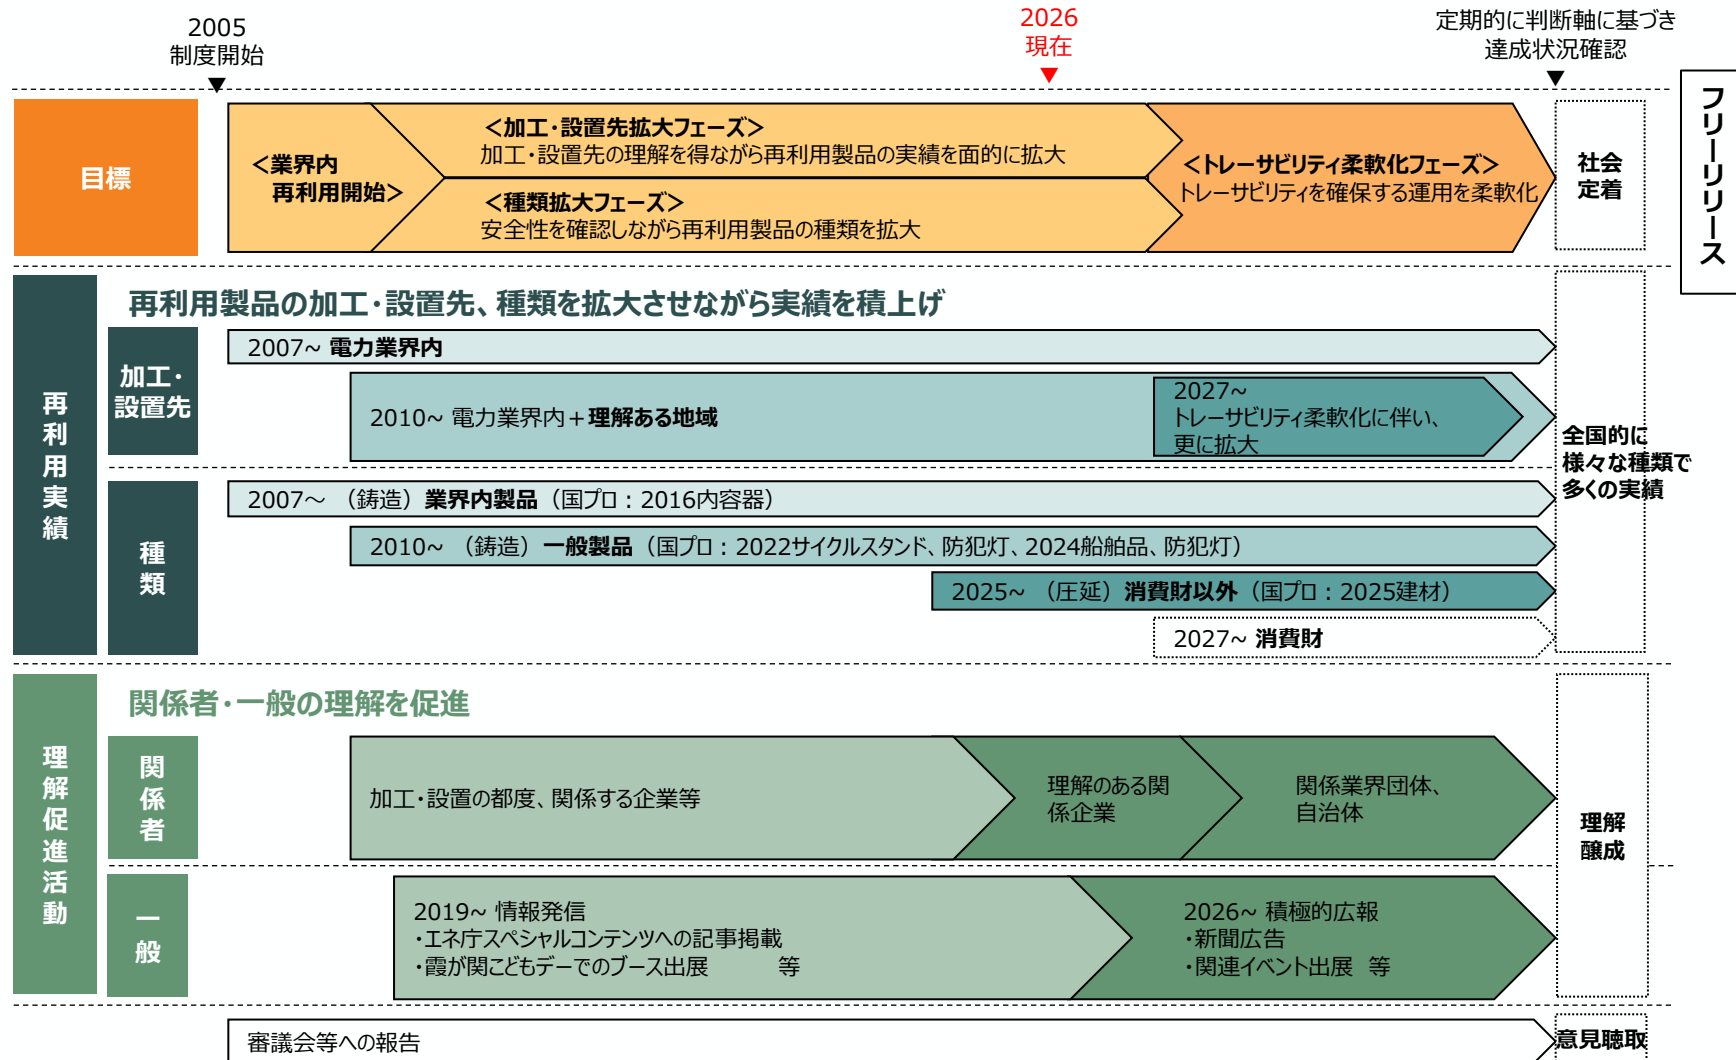 2005
制度開始
2026
現在
定期的に判断軸に基づき
達成状況確認
フリーリリース
目標
＜業界内
再利用開始＞
＜加工・設置先拡大フェーズ＞
加工・設置先の理解を得ながら再利用製品の実績を面的に拡大
＜種類拡大フェーズ＞
安全性を確認しながら再利用製品の種類を拡大
＜トレーサビリティ柔軟化フェーズ＞
トレーサビリティを確保する運用を柔軟化
社会
定着
再利用実績
再利用製品の加工・設置先、種類を拡大させながら実績を積上げ
加工・
設置先
2007~ 電力業界内
2010~ 電力業界内＋理解ある地域
2027~
トレーサビリティ柔軟化に伴い、
更に拡大
種類
2007～（鋳造）業界内製品（国プロ：2016内容器）
2010~ （鋳造）一般製品（国プロ：2022サイクルスタンド、防犯灯、2024船舶品、防犯灯）
2025~ （圧延）消費財以外（国プロ：2025建材）
2027~ 消費財
全国的に
様々な種類で
多くの実績
理解促進活動
関係者・一般の理解を促進
関係者
加工・設置の都度、関係する企業等
理解のある関
係企業
関係業界団体、
自治体
一般
2019~ 情報発信
・エネ庁スペシャルコンテンツへの記事掲載
・霞が関こどもデーでのブース出展 等
2026~ 積極的広報
・新聞広告
・関連イベント出展 等
理解
醸成
審議会等への報告
意見聴取